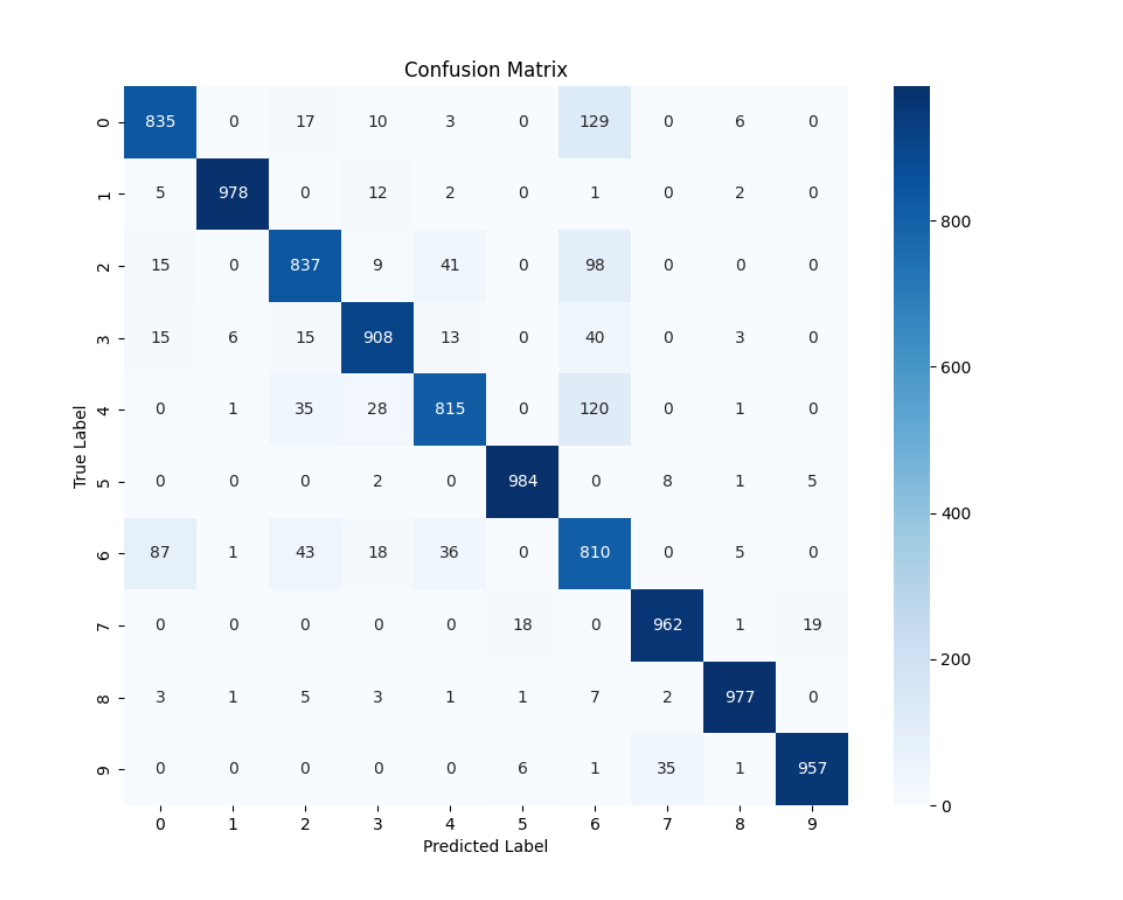 Confusion Matrix
0 835 0 17 10 3 0 129 0 6 0
1 5 978 0 12 2 0 1 0 2 0
2 15 0 837 9 41 0 98 0 0 0
3 15 6 15 908 13 0 40 0 3 0
4 0 1 35 28 815 0 120 0 1 0
5 0 0 0 2 0 984 0 8 1 5
6 87 1 43 18 36 0 810 0 5 0
7 0 0 0 0 0 18 0 962 1 19
8 3 1 5 3 1 1 7 2 977 0
9 0 0 0 0 0 6 1 35 1 957
0 1 2 3 4 5 6 7 8 9
Predicted Label
True Label
800
600
400
200
0